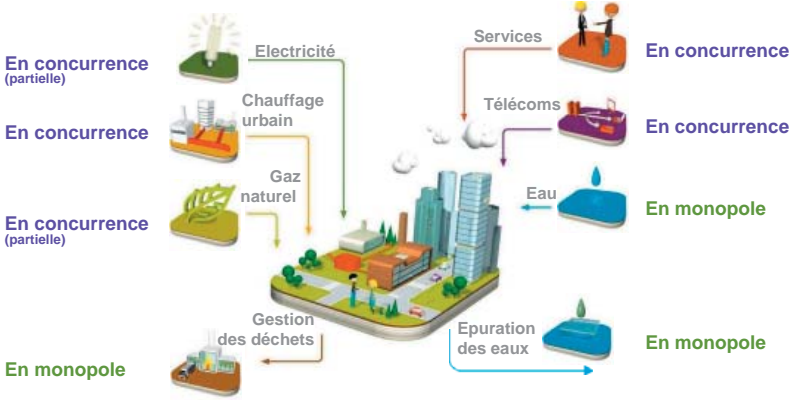 En concurrence
(partielle)
Electricité
En concurrence
Chauffage
urbain
En concurrence
(partielle)
Gaz
naturel
Services
En concurrence
Télécoms
En concurrence
Eau
En monopole
Gestion
des déchets
En monopole
Epuration
des eaux
En monopole